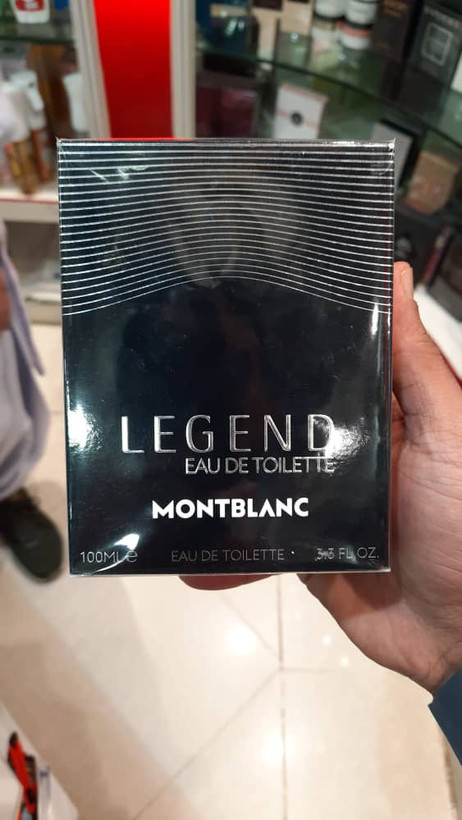 LEGEND
EAU DE TOILETTE
MONTBLANC
100ML℮ EAU DE TOILETTE · 3.3 FL OZ.